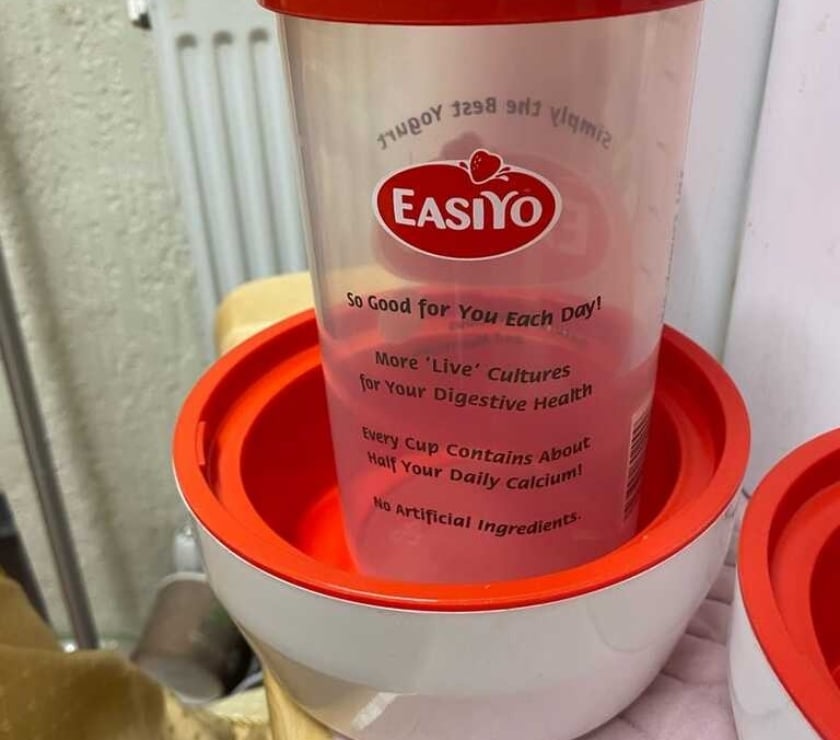 Simply the Best Yogurt
EASIYO
So Good for You Each Day!
More 'Live' Cultures
for Your Digestive Health
Every Cup Contains About
Half Your Daily Calcium!
No Artificial Ingredients.